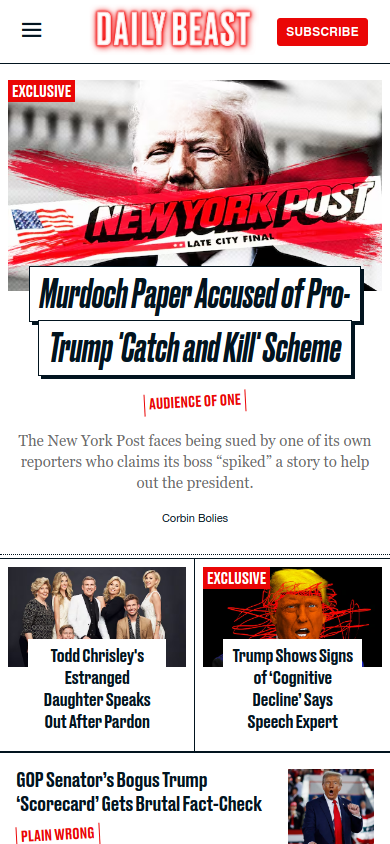 DAILY BEAST
SUBSCRIBE
EXCLUSIVE
NEW YORK POST
LATE CITY FINAL
Murdoch Paper Accused of Pro-
Trump 'Catch and Kill' Scheme
AUDIENCE OF ONE
The New York Post faces being sued by one of its own
reporters who claims its boss “spiked” a story to help
out the president.
Corbin Bolies
Todd Chrisley's
Estranged
Daughter Speaks
Out After Pardon
EXCLUSIVE
Trump Shows Signs
of ‘Cognitive
Decline’ Says
Speech Expert
GOP Senator’s Bogus Trump
‘Scorecard’ Gets Brutal Fact-Check
PLAIN WRONG